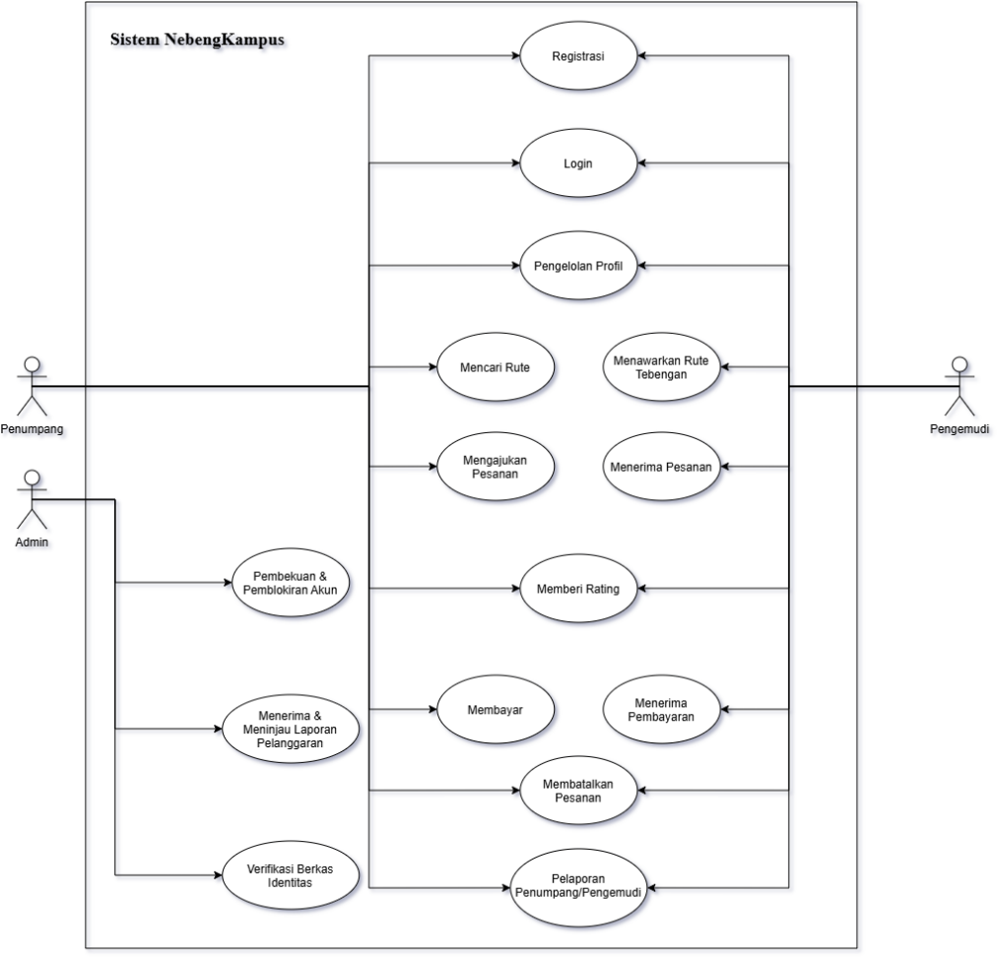 Sistem NebengKampus
Registrasi
Login
Pengelolan Profil
Mencari Rute
Menawarkan Rute
Tebengan
Penumpang
Pengemudi
Mengajukan
Pesanan
Menerima Pesanan
Admin
Pembekuan &
Pemblokiran Akun
Memberi Rating
Membayar
Menerima
Pembayaran
Menerima &
Meninjau Laporan
Pelanggaran
Membatalkan
Pesanan
Verifikasi Berkas
Identitas
Pelaporan
Penumpang/Pengemudi